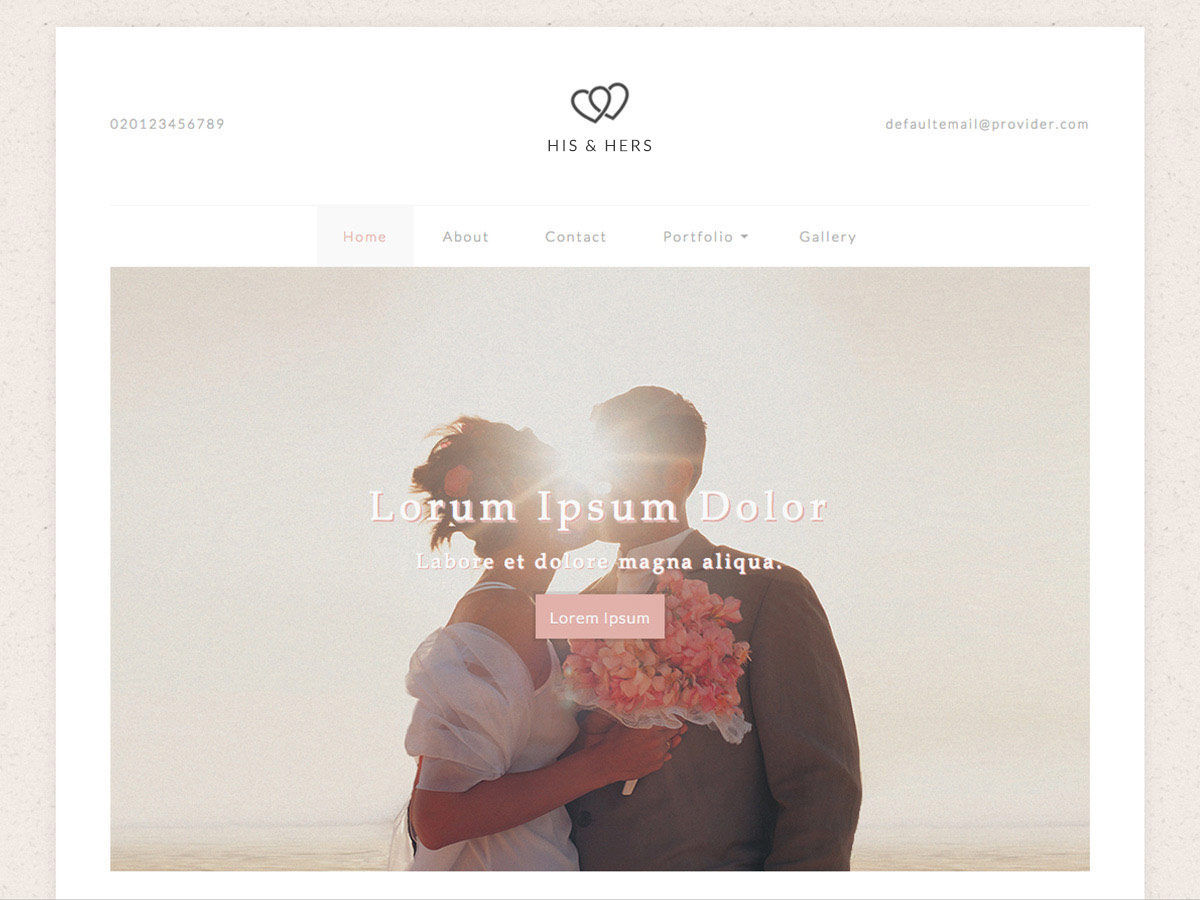 020123456789
HIS & HERS
defaultemail@provider.com
Home About Contact Portfolio Gallery
Lorum Ipsum Dolor
Labore et dolore magna aliqua.
Lorem Ipsum